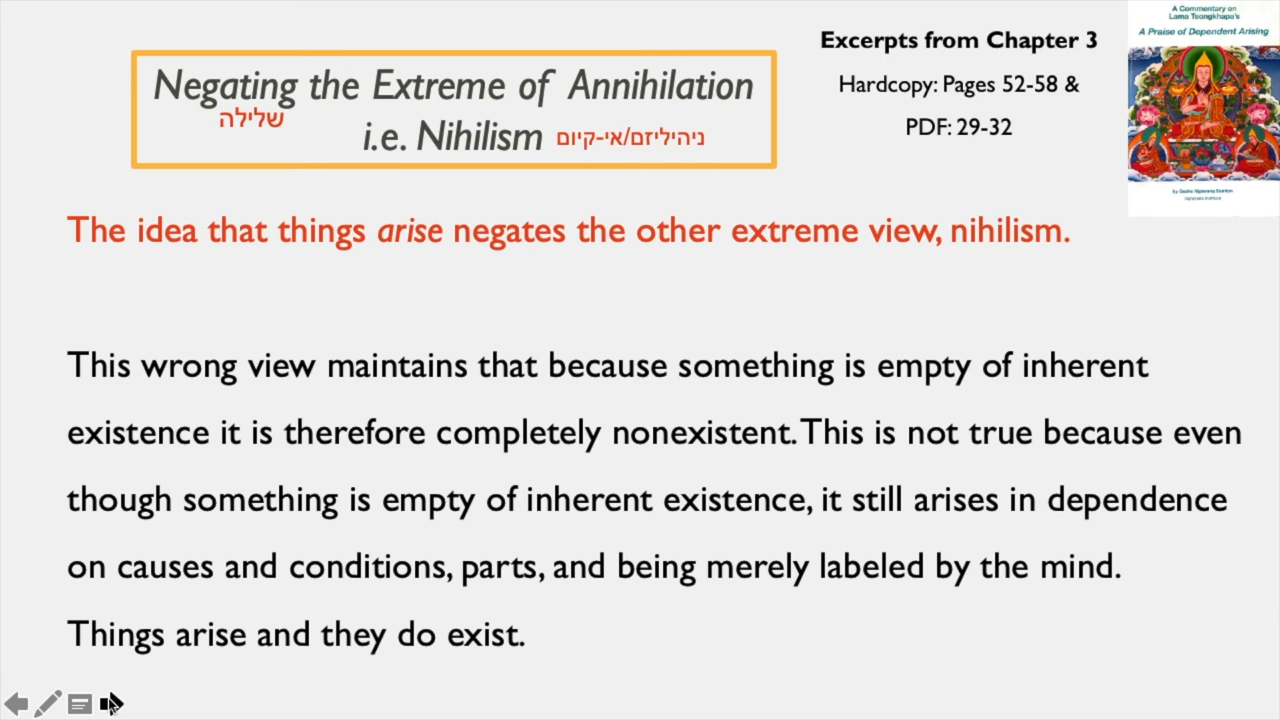 Negating the Extreme of Annihilation
שלילה
i.e. Nihilism ניהיליזם/אי-קיום
Excerpts from Chapter 3
Hardcopy: Pages 52-58 &
PDF: 29-32
A Commentary on
Lama Tsongkhapa's
A Praise of Dependent Arising
by Geshe Ngawang
The idea that things arise negates the other extreme view, nihilism.
This wrong view maintains that because something is empty of inherent
existence it is therefore completely nonexistent. This is not true because even
though something is empty of inherent existence, it still arises in dependence
on causes and conditions, parts, and being merely labeled by the mind.
Things arise and they do exist.